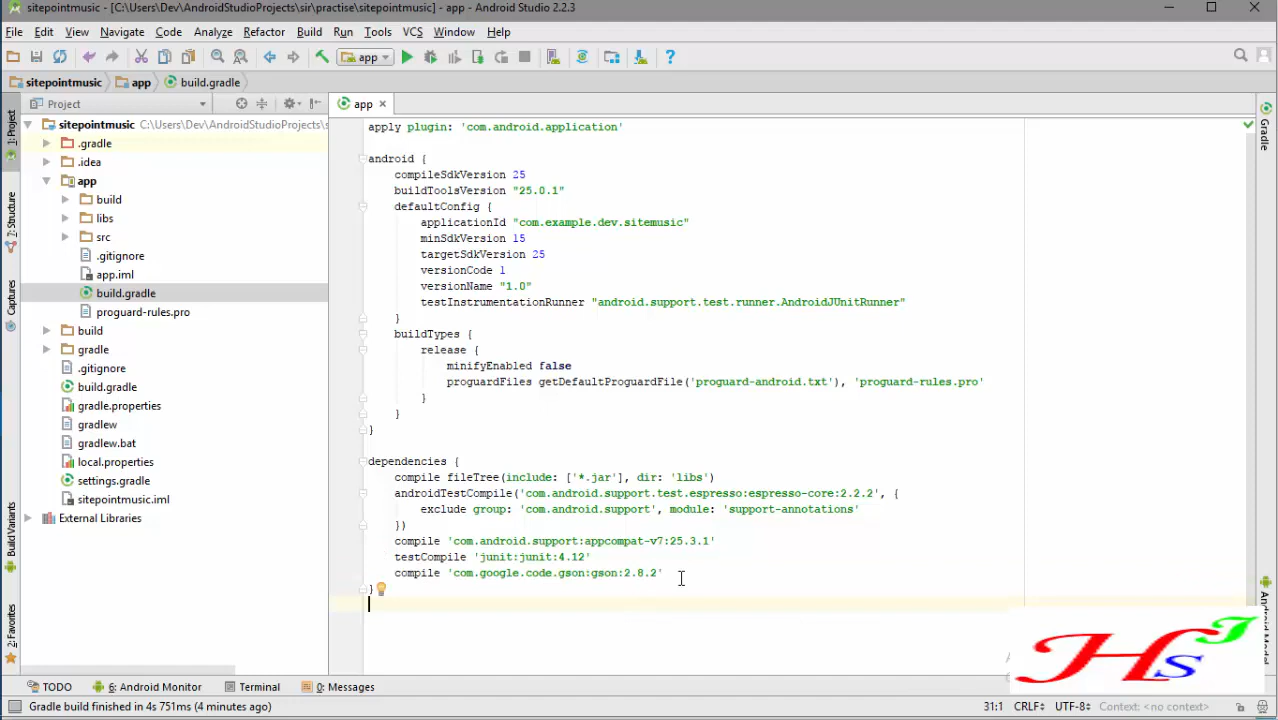 sitepointmusic - [C:\Users\Dev\AndroidStudioProjects\sir\practise\sitepointmusic] - app - Android Studio 2.2.3
File Edit View Navigate Code Analyze Refactor Build Run Tools VCS Window Help
app
sitepointmusic app build.gradle
Project
app
1: Project
7: Structure
Captures
Build Variants
2: Favorites
sitepointmusic C:\Users\Dev\AndroidStudioProjects\s
.gradle
.idea
app
build
libs
src
.gitignore
app.iml
build.gradle
proguard-rules.pro
build
gradle
.gitignore
build.gradle
gradle.properties
gradlew
gradlew.bat
local.properties
settings.gradle
sitepointmusic.iml
External Libraries
apply plugin: 'com.android.application'
android {
compileSdkVersion 25
buildToolsVersion "25.0.1"
defaultConfig {
applicationId "com.example.dev.sitemusic"
minSdkVersion 15
targetSdkVersion 25
versionCode 1
versionName "1.0"
testInstrumentationRunner "android.support.test.runner.AndroidJUnitRunner"
}
buildTypes {
release {
minifyEnabled false
proguardFiles getDefaultProguardFile('proguard-android.txt'), 'proguard-rules.pro'
}
}
}
dependencies {
compile fileTree(include: ['*.jar'], dir: 'libs')
androidTestCompile('com.android.support.test.espresso:espresso-core:2.2.2', {
exclude group: 'com.android.support', module: 'support-annotations'
})
compile 'com.android.support:appcompat-v7:25.3.1'
testCompile 'junit:junit:4.12'
compile 'com.google.code.gson:gson:2.8.2'
}
Gradle
Android Model
HsJ
TODO 6: Android Monitor Terminal 0: Messages
Gradle build finished in 4s 751ms (4 minutes ago)
31:1 CRLF UTF-8 Context: <no context>